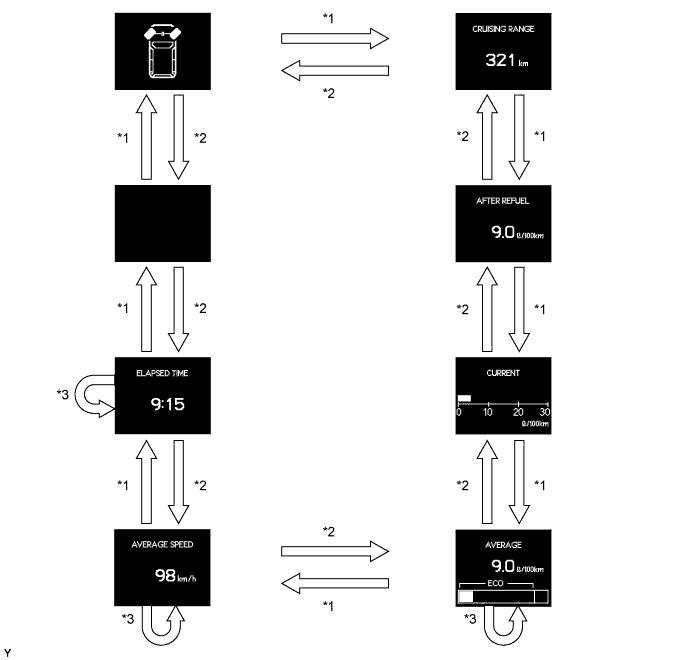 *1
*2
CRUISING RANGE
321 km
*1
*2
*2
*1
AFTER REFUEL
9.0 ℓ/100km
*1
*2
*2
*1
ELAPSED TIME
9:15
*3
CURRENT
0 10 20 30
ℓ/100km
*1
*2
*2
*1
AVERAGE SPEED
98 km/h
*3
*2
*1
AVERAGE
9.0 ℓ/100km
ECO
*3
Y